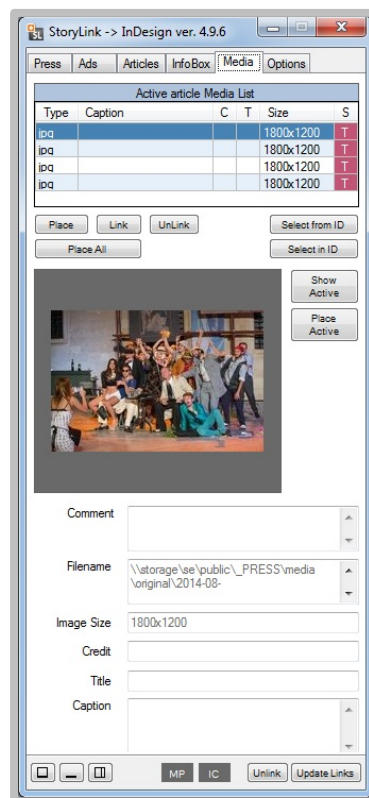 SL StoryLink -> InDesign ver. 4.9.6
Press Ads Articles InfoBox Media Options
Active article Media List
Type Caption C T Size S
jpg 1800x1200 T
jpg 1800x1200 T
jpg 1800x1200 T
jpg 1800x1200 T
Place Link UnLink Select from ID
Place All Select in ID
Show
Active
Place
Active
Comment
Filename \\storage\se\public\_PRESS\media
\original\2014-08-
Image Size 1800x1200
Credit
Title
Caption
MP IC Unlink Update Links